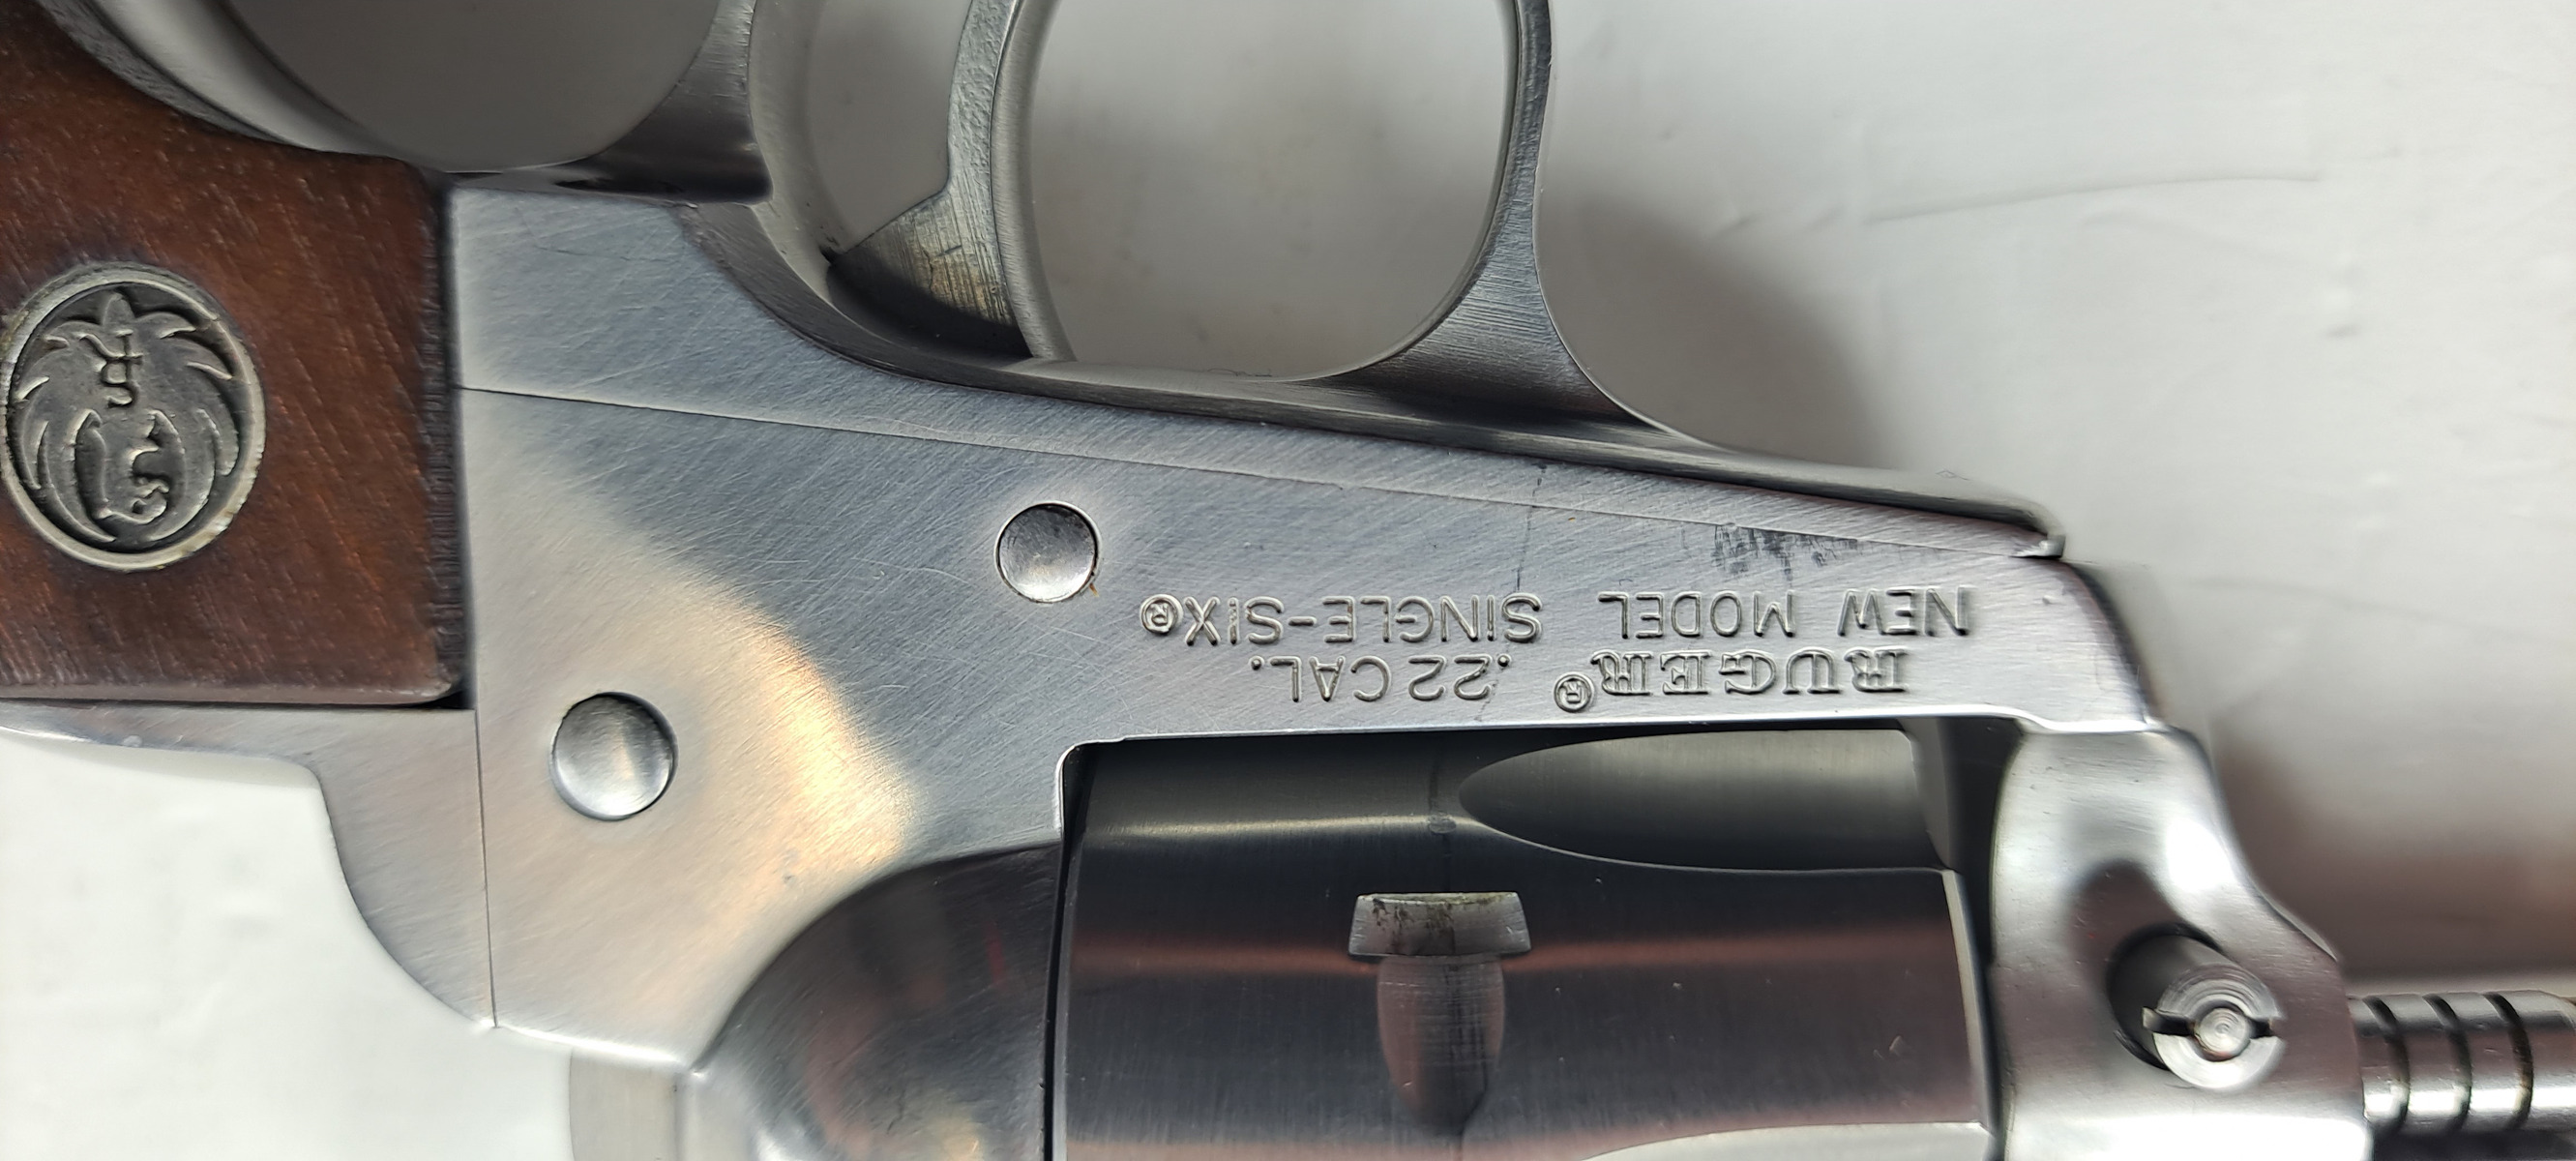 RUGER® .22 CAL.
NEW MODEL SINGLE-SIX®